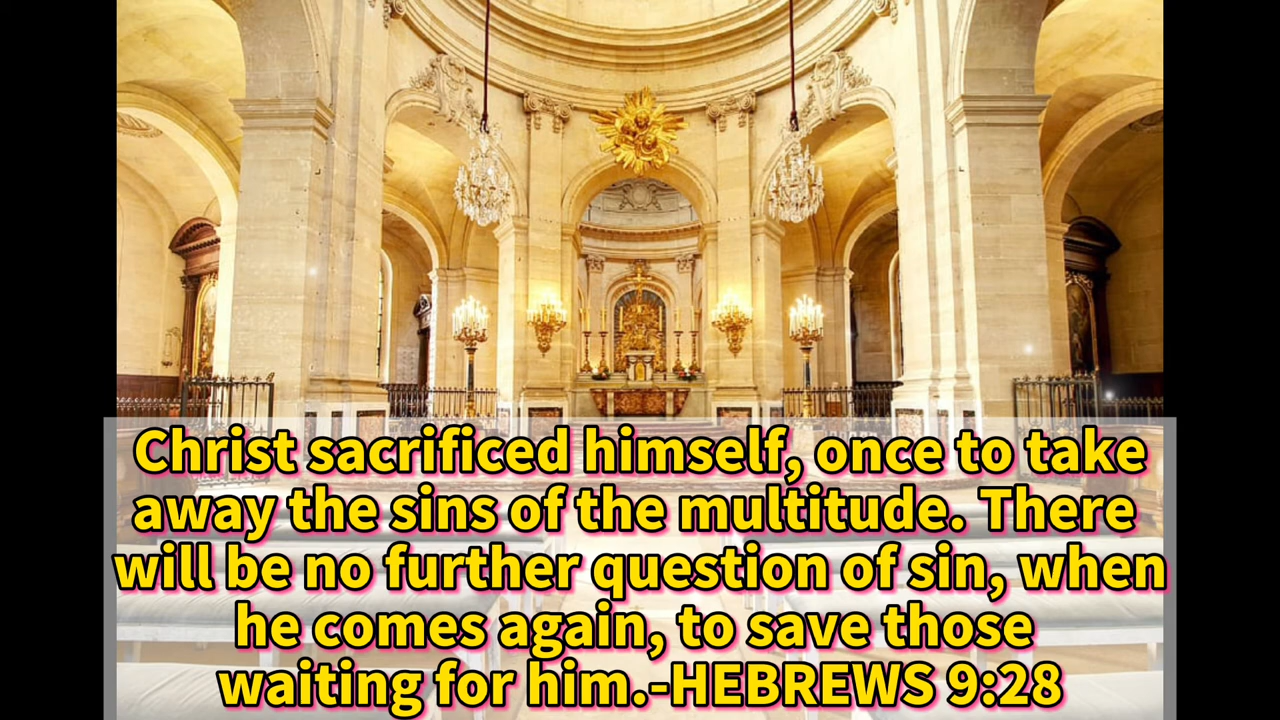 Christ sacrificed himself, once to take
away the sins of the multitude. There
will be no further question of sin, when
he comes again, to save those
waiting for him.-HEBREWS 9:28